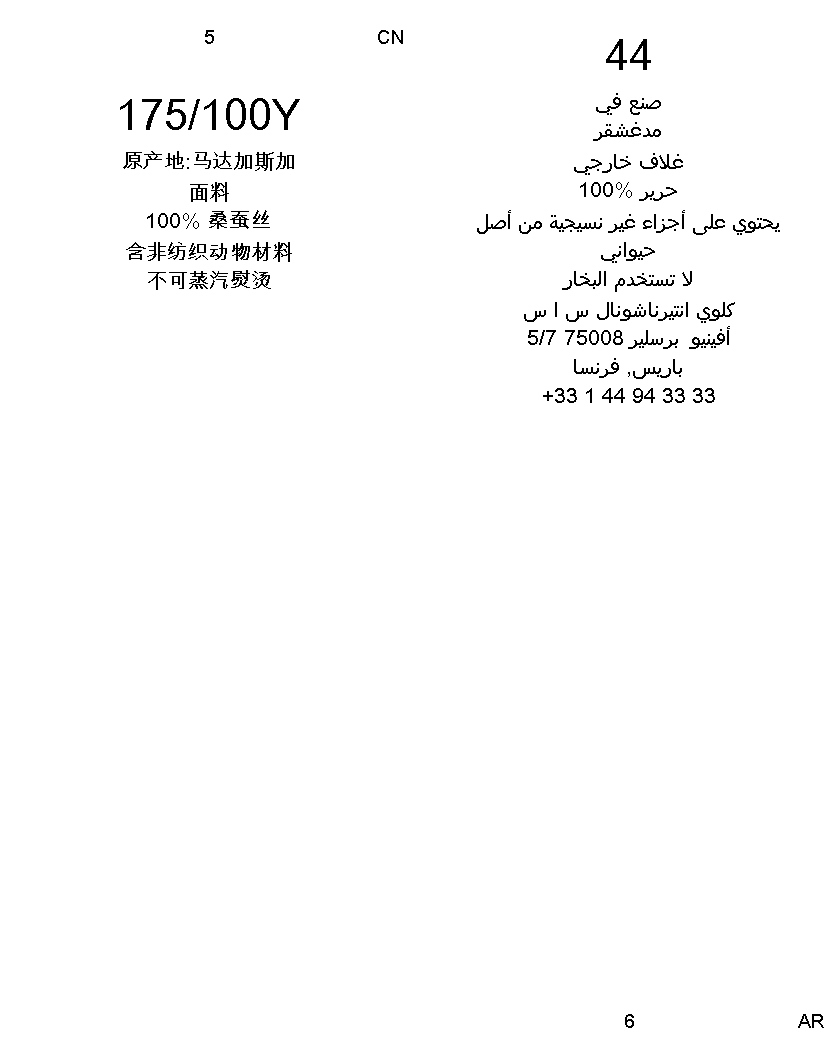 5
CN
175/100Y
原产地:马达加斯加
面料
100% 桑蚕丝
含非纺织动物材料
不可蒸汽熨烫
44
صنع في
مدغشقر
غلاف خارجي
حرير %100
يحتوي على أجزاء غير نسيجية من أصل
حيواني
لا تستخدم البخار
كلوي انتيرناشونال س ا س
أفينيو برسلير 75008 5/7
باريس, فرنسا
+33 1 44 94 33 33
6
AR